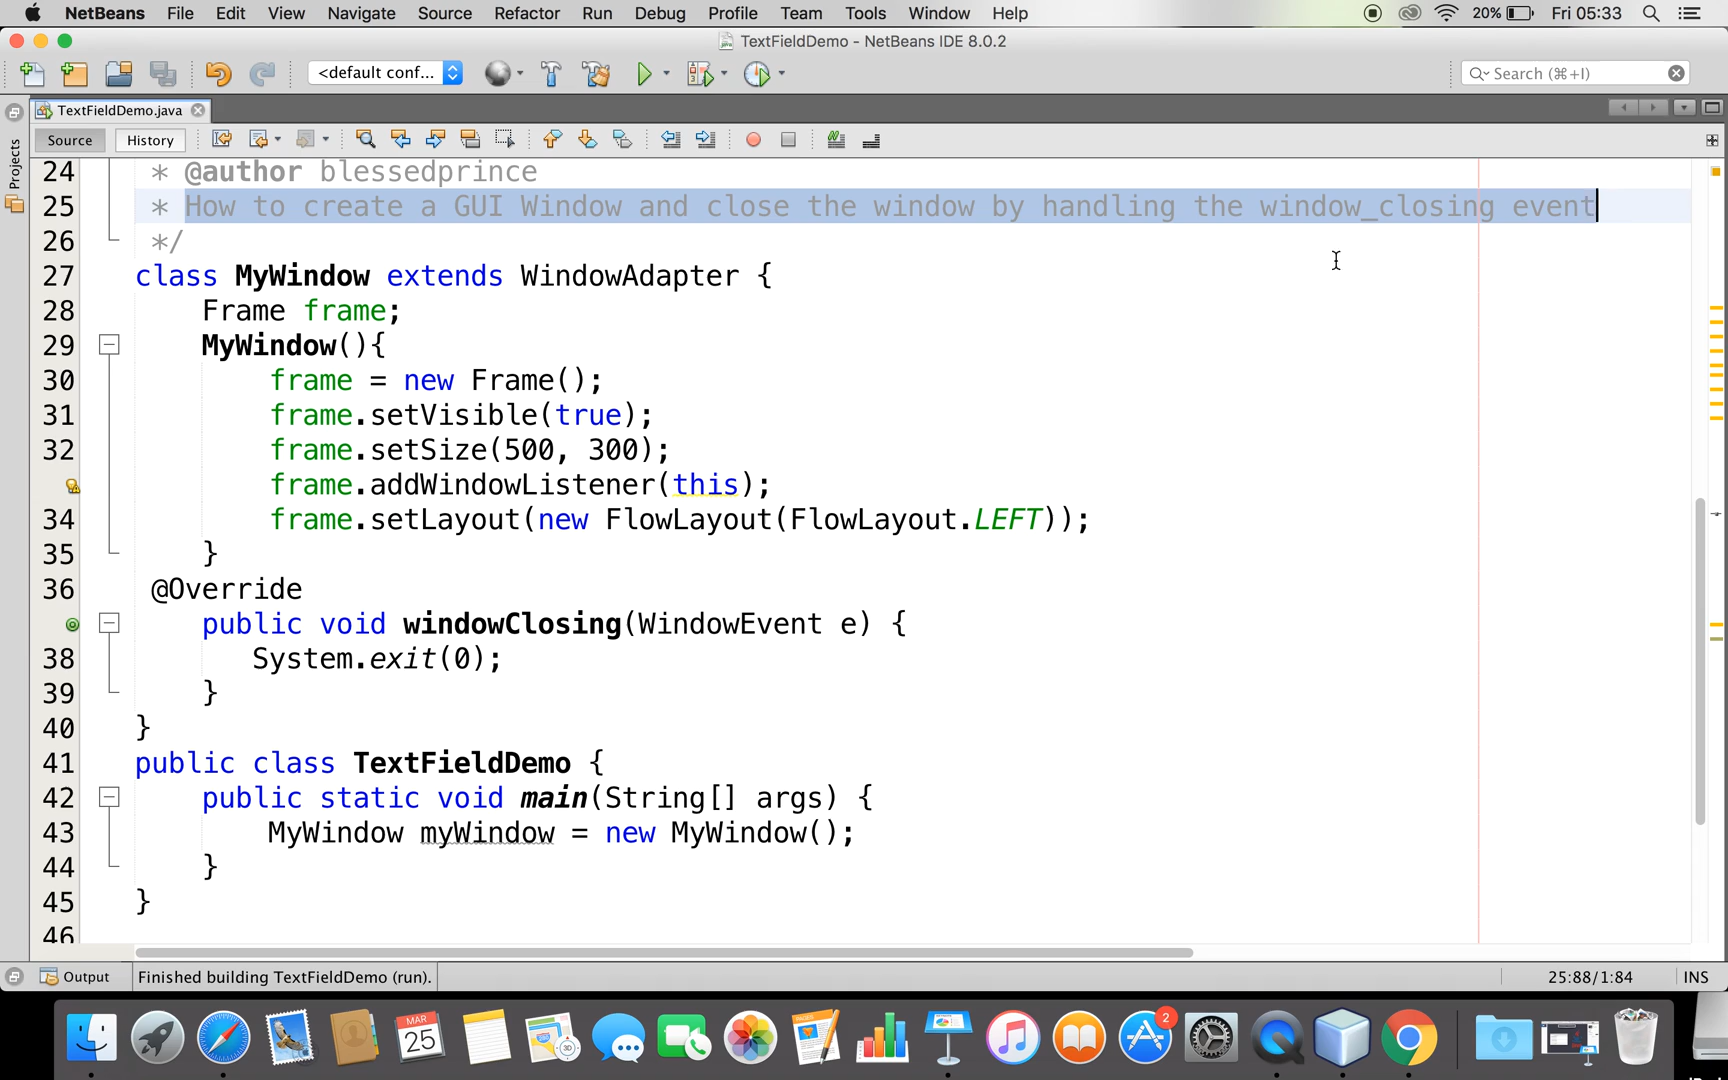 NetBeans File Edit View Navigate Source Refactor Run Debug Profile Team Tools Window Help 20% Fri 05:33
TextFieldDemo - NetBeans IDE 8.0.2
<default conf... Search (⌘+I)
TextFieldDemo.java
Projects
Source History
24 * @author blessedprince
25 * How to create a GUI Window and close the window by handling the window_closing event
26 */
27 class MyWindow extends WindowAdapter {
28 Frame frame;
29 MyWindow(){
30 frame = new Frame();
31 frame.setVisible(true);
32 frame.setSize(500, 300);
frame.addWindowListener(this);
34 frame.setLayout(new FlowLayout(FlowLayout.LEFT));
35 }
36 @Override
public void windowClosing(WindowEvent e) {
38 System.exit(0);
39 }
40 }
41 public class TextFieldDemo {
42 public static void main(String[] args) {
43 MyWindow myWindow = new MyWindow();
44 }
45 }
46
Output Finished building TextFieldDemo (run). 25:88/1:84 INS
MAR
25
2